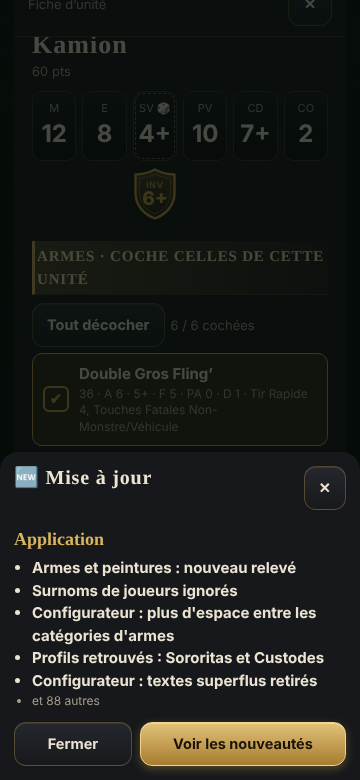 Fiche d'unité
×
Kamion
60 pts
M E SV PV CD CO
12 8 4+ 10 7+ 2
INV
6+
ARMES · COCHE CELLES DE CETTE
UNITÉ
Tout décocher 6 / 6 cochées
Double Gros Fling'
36 · A 6 · 5+ · F 5 · PA 0 · D 1 · Tir Rapide
4, Touches Fatales Non-
Monstre/Véhicule
🆕 Mise à jour
×
Application
• Armes et peintures : nouveau relevé
• Surnoms de joueurs ignorés
• Configurateur : plus d'espace entre les
catégories d'armes
• Profils retrouvés : Sororitas et Custodes
• Configurateur : textes superflus retirés
• et 88 autres
Fermer Voir les nouveautés